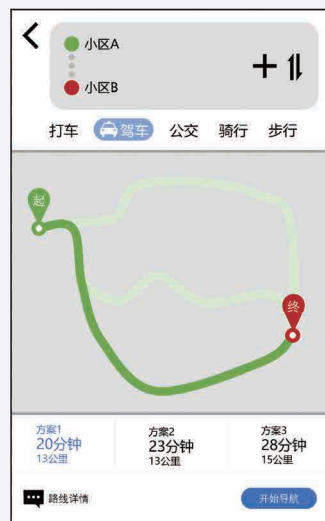 小区A
小区B
打车 驾车 公交 骑行 步行
起
终
方案1
20分钟
13公里
方案2
23分钟
13公里
方案3
28分钟
15公里
路线详情
开始导航